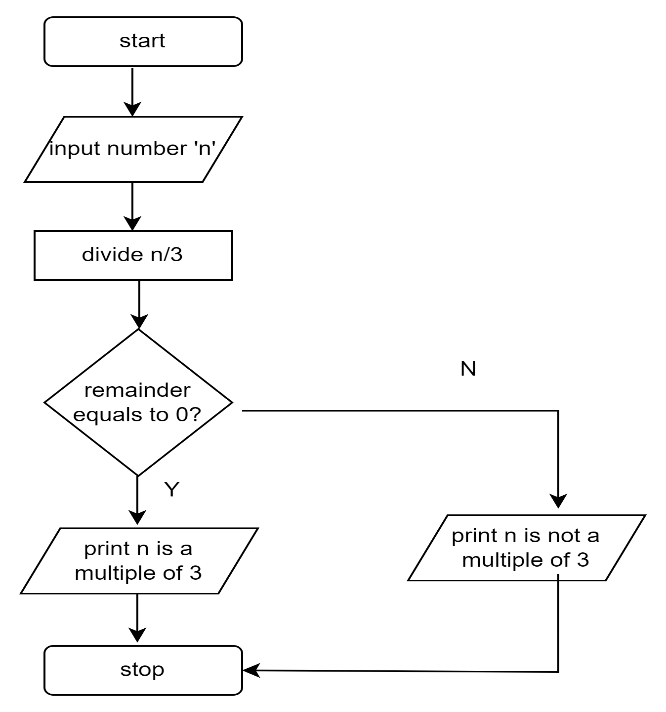 start
input number 'n'
divide n/3
remainder
equals to 0?
N
Y
print n is a
multiple of 3
print n is not a
multiple of 3
stop